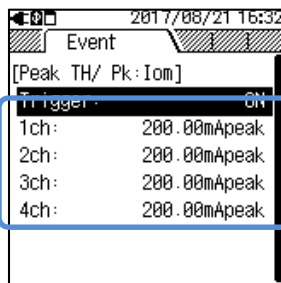 2017/08/21 16:32
Event
[Peak TH/ Pk:Iom]
Trigger: ON
1ch: 200.00mApeak
2ch: 200.00mApeak
3ch: 200.00mApeak
4ch: 200.00mApeak